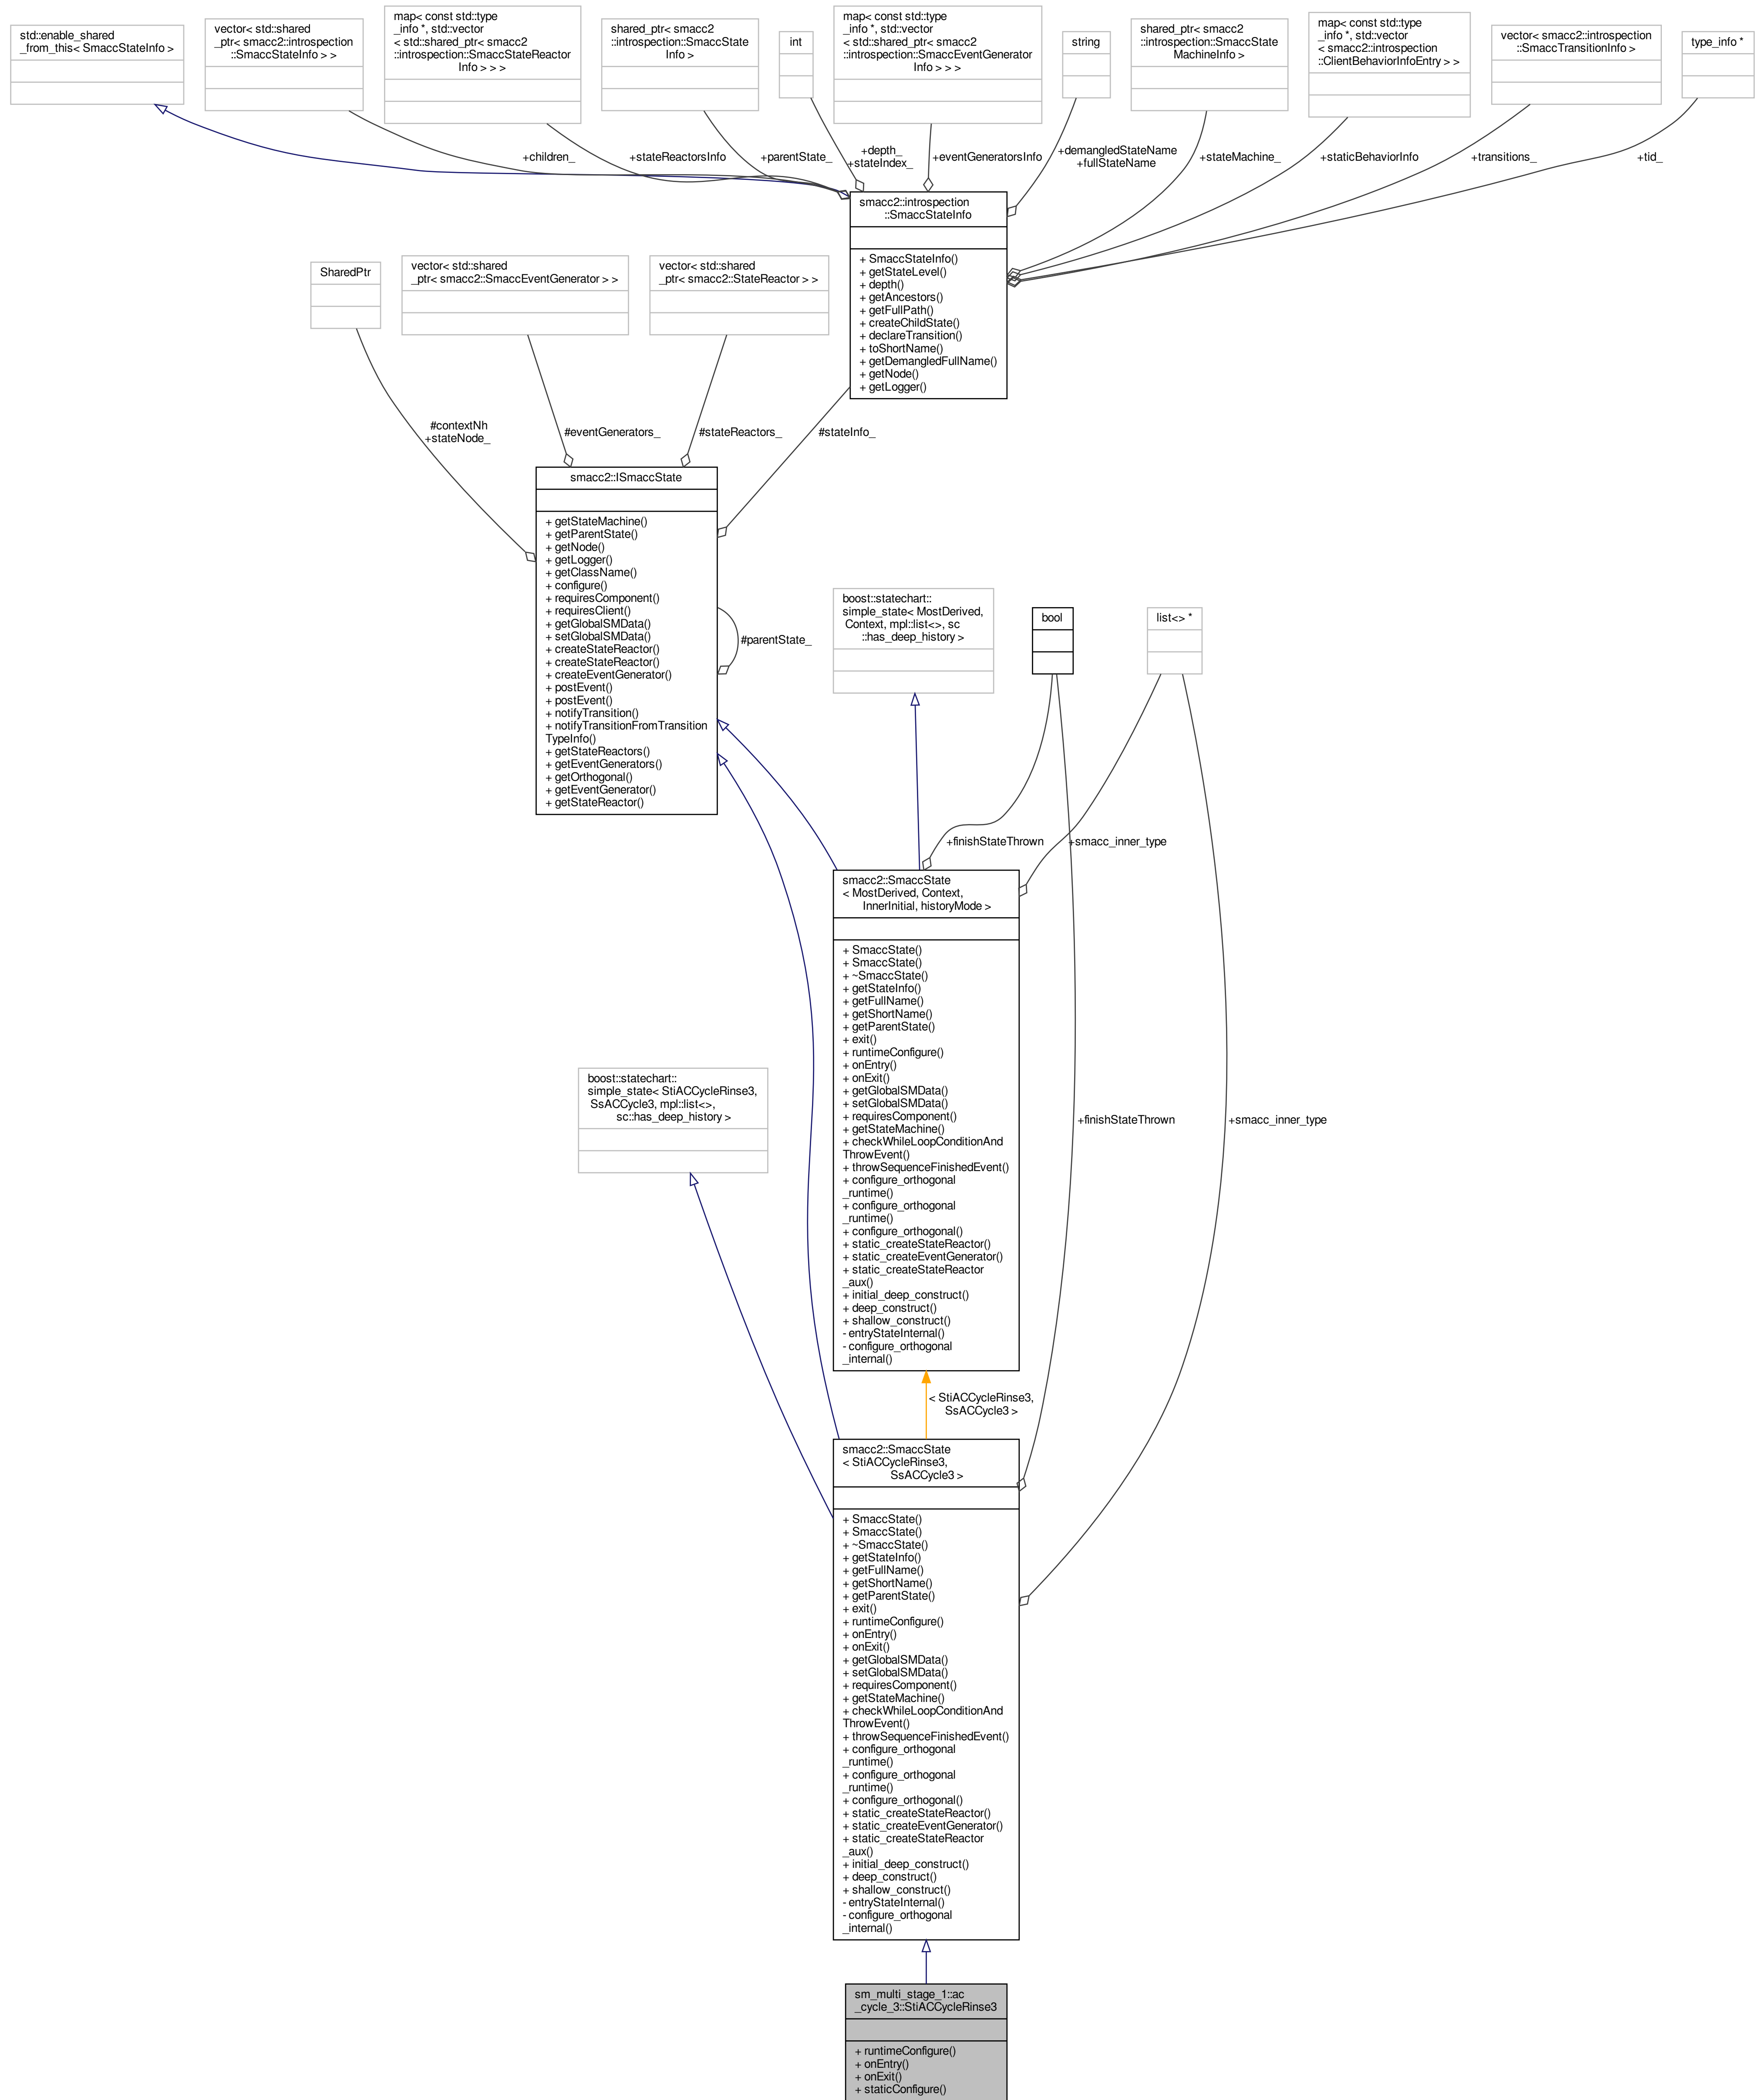 std::enable_shared
_from_this< SmaccStateInfo >
vector< std::shared
_ptr< smacc2::introspection
::SmaccStateInfo > >
map< const std::type
_info *, std::vector
< std::shared_ptr< smacc2
::introspection::SmaccStateReactor
Info > > >
shared_ptr< smacc2
::introspection::SmaccState
Info >
int
map< const std::type
_info *, std::vector
< std::shared_ptr< smacc2
::introspection::SmaccEventGenerator
Info > > >
string
shared_ptr< smacc2
::introspection::SmaccState
MachineInfo >
map< const std::type
_info *, std::vector
< smacc2::introspection
::ClientBehaviorInfoEntry > >
vector< smacc2::introspection
::SmaccTransitionInfo >
type_info *
+children_
+stateReactorsInfo
+parentState_
+depth_
+stateIndex_
+eventGeneratorsInfo
+demangledStateName
+fullStateName
+stateMachine_
+staticBehaviorInfo
+transitions_
+tid_
smacc2::introspection
::SmaccStateInfo
+ SmaccStateInfo()
+ getStateLevel()
+ depth()
+ getAncestors()
+ getFullPath()
+ createChildState()
+ declareTransition()
+ toShortName()
+ getDemangledFullName()
+ getNode()
+ getLogger()
SharedPtr
vector< std::shared
_ptr< smacc2::SmaccEventGenerator > >
vector< std::shared
_ptr< smacc2::StateReactor > >
#contextNh
+stateNode_
#eventGenerators_
#stateReactors_
#stateInfo_
smacc2::ISmaccState
+ getStateMachine()
+ getParentState()
+ getNode()
+ getLogger()
+ getClassName()
+ configure()
+ requiresComponent()
+ requiresClient()
+ getGlobalSMData()
+ setGlobalSMData()
+ createStateReactor()
+ createStateReactor()
+ createEventGenerator()
+ postEvent()
+ postEvent()
+ notifyTransition()
+ notifyTransitionFromTransition
TypeInfo()
+ getStateReactors()
+ getEventGenerators()
+ getOrthogonal()
+ getEventGenerator()
+ getStateReactor()
#parentState_
boost::statechart::
simple_state< MostDerived,
Context, mpl::list<>, sc
::has_deep_history >
bool
list<> *
+finishStateThrown
+smacc_inner_type
smacc2::SmaccState
< MostDerived, Context,
InnerInitial, historyMode >
+ SmaccState()
+ SmaccState()
+ ~SmaccState()
+ getStateInfo()
+ getFullName()
+ getShortName()
+ getParentState()
+ exit()
+ runtimeConfigure()
+ onEntry()
+ onExit()
+ getGlobalSMData()
+ setGlobalSMData()
+ requiresComponent()
+ getStateMachine()
+ checkWhileLoopConditionAnd
ThrowEvent()
+ throwSequenceFinishedEvent()
+ configure_orthogonal
_runtime()
+ configure_orthogonal
_runtime()
+ configure_orthogonal()
+ static_createStateReactor()
+ static_createEventGenerator()
+ static_createStateReactor
_aux()
+ initial_deep_construct()
+ deep_construct()
+ shallow_construct()
- entryStateInternal()
- configure_orthogonal
_internal()
boost::statechart::
simple_state< StiACCycleRinse3,
SsACCycle3, mpl::list<>,
sc::has_deep_history >
+finishStateThrown
+smacc_inner_type
< StiACCycleRinse3,
SsACCycle3 >
smacc2::SmaccState
< StiACCycleRinse3,
SsACCycle3 >
+ SmaccState()
+ SmaccState()
+ ~SmaccState()
+ getStateInfo()
+ getFullName()
+ getShortName()
+ getParentState()
+ exit()
+ runtimeConfigure()
+ onEntry()
+ onExit()
+ getGlobalSMData()
+ setGlobalSMData()
+ requiresComponent()
+ getStateMachine()
+ checkWhileLoopConditionAnd
ThrowEvent()
+ throwSequenceFinishedEvent()
+ configure_orthogonal
_runtime()
+ configure_orthogonal
_runtime()
+ configure_orthogonal()
+ static_createStateReactor()
+ static_createEventGenerator()
+ static_createStateReactor
_aux()
+ initial_deep_construct()
+ deep_construct()
+ shallow_construct()
- entryStateInternal()
- configure_orthogonal
_internal()
sm_multi_stage_1::ac
_cycle_3::StiACCycleRinse3
+ runtimeConfigure()
+ onEntry()
+ onExit()
+ staticConfigure()